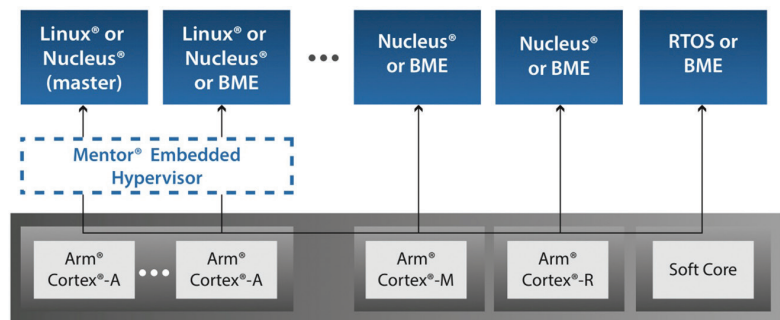 Linux® or
Nucleus®
(master)
Linux® or
Nucleus®
or BME
Nucleus®
or BME
Nucleus®
or BME
RTOS or
BME
Mentor® Embedded
Hypervisor
Arm®
Cortex®-A
Arm®
Cortex®-A
Arm®
Cortex®-M
Arm®
Cortex®-R
Soft Core